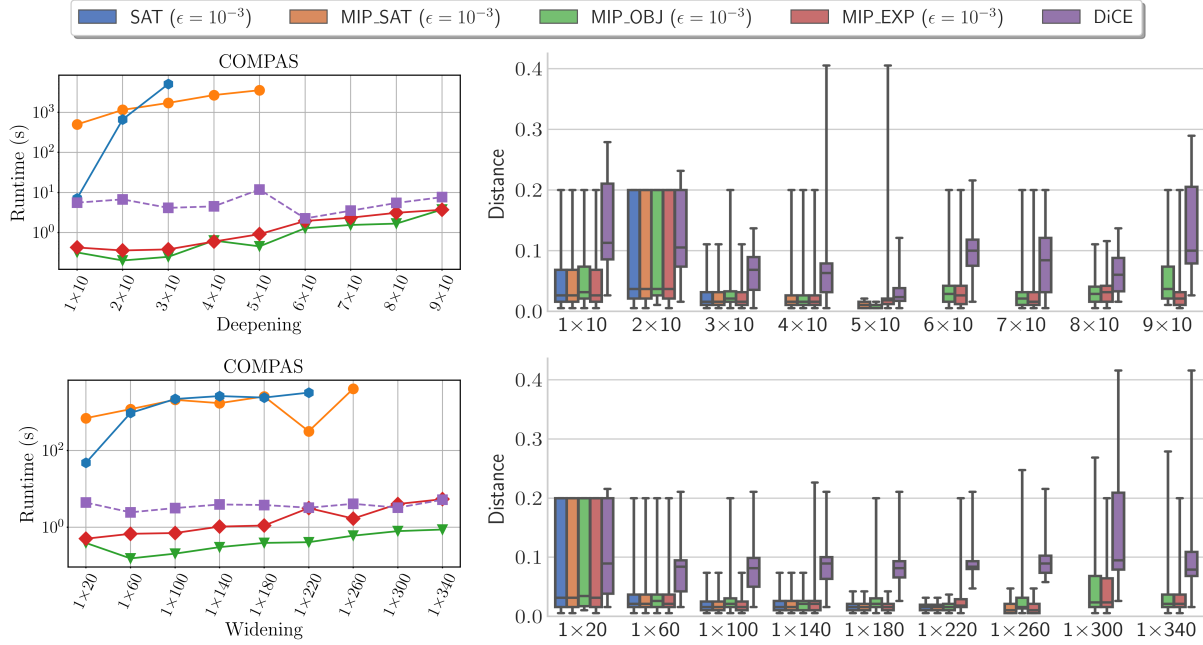 SAT (ϵ = 10⁻³) MIP_SAT (ϵ = 10⁻³) MIP_OBJ (ϵ = 10⁻³) MIP_EXP (ϵ = 10⁻³) DiCE
COMPAS
Runtime (s)
10³
10²
10¹
10⁰
1×10 2×10 3×10 4×10 5×10 6×10 7×10 8×10 9×10
Deepening
Distance
0.4
0.3
0.2
0.1
0.0
1×10 2×10 3×10 4×10 5×10 6×10 7×10 8×10 9×10
COMPAS
Runtime (s)
10²
10⁰
1×20 1×60 1×100 1×140 1×180 1×220 1×260 1×300 1×340
Widening
Distance
0.4
0.3
0.2
0.1
0.0
1×20 1×60 1×100 1×140 1×180 1×220 1×260 1×300 1×340